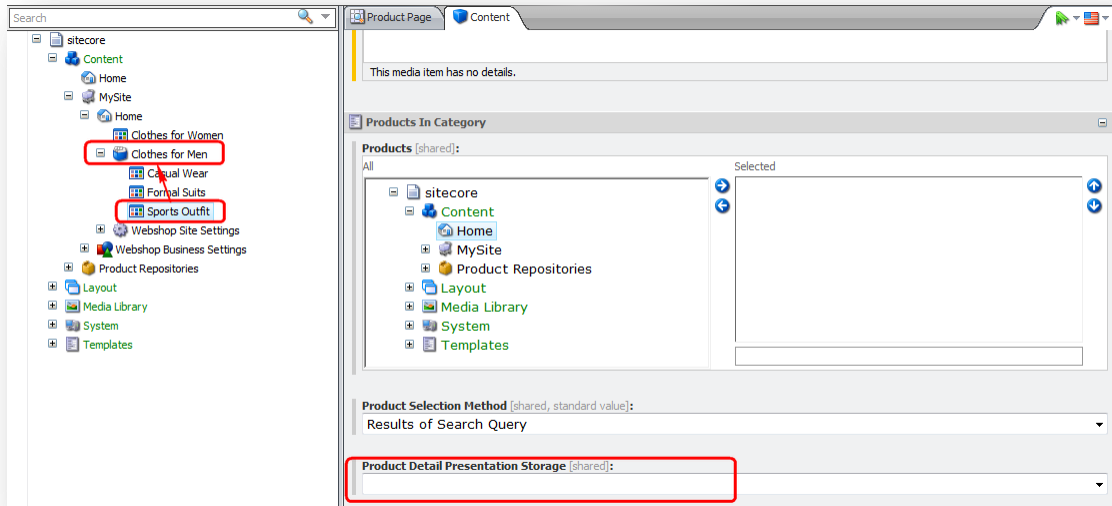 Search
sitecore
Content
Home
MySite
Home
Clothes for Women
Clothes for Men
Casual Wear
Formal Suits
Sports Outfit
Webshop Site Settings
Webshop Business Settings
Product Repositories
Layout
Media Library
System
Templates
Product Page
Content
This media item has no details.
Products In Category
Products [shared]:
All
Selected
sitecore
Content
Home
MySite
Product Repositories
Layout
Media Library
System
Templates
Product Selection Method [shared, standard value]:
Results of Search Query
Product Detail Presentation Storage [shared]: